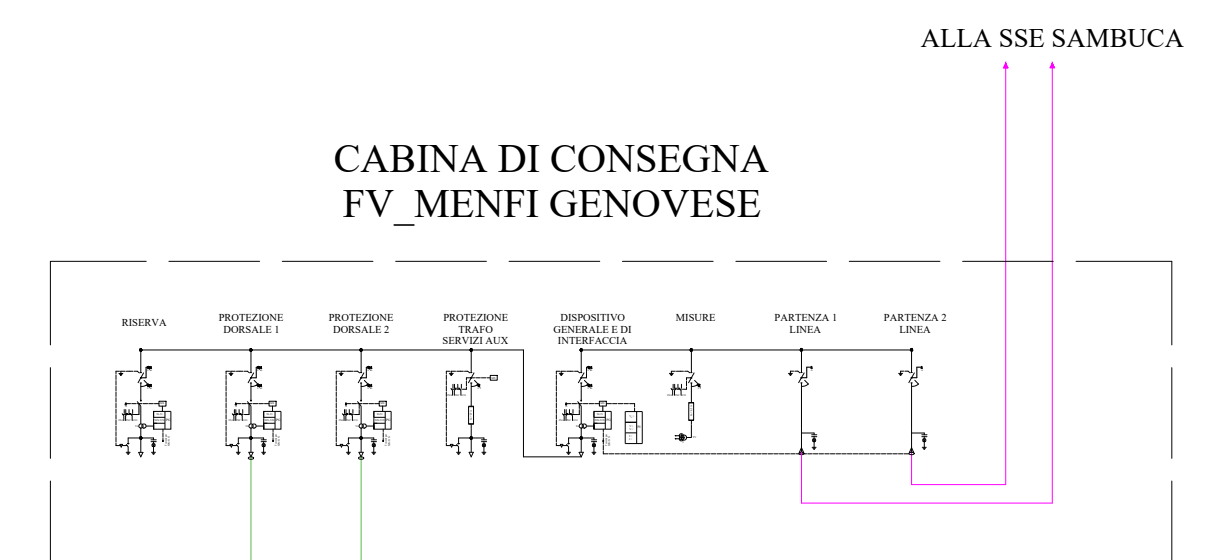 ALLA SSE SAMBUCA
CABINA DI CONSEGNA
FV_MENFI GENOVESE
RISERVA
PROTEZIONE
DORSALE 1
PROTEZIONE
DORSALE 2
PROTEZIONE
TRAFO
SERVIZI AUX
DISPOSITIVO
GENERALE E DI
INTERFACCIA
MISURE
PARTENZA 1
LINEA
PARTENZA 2
LINEA